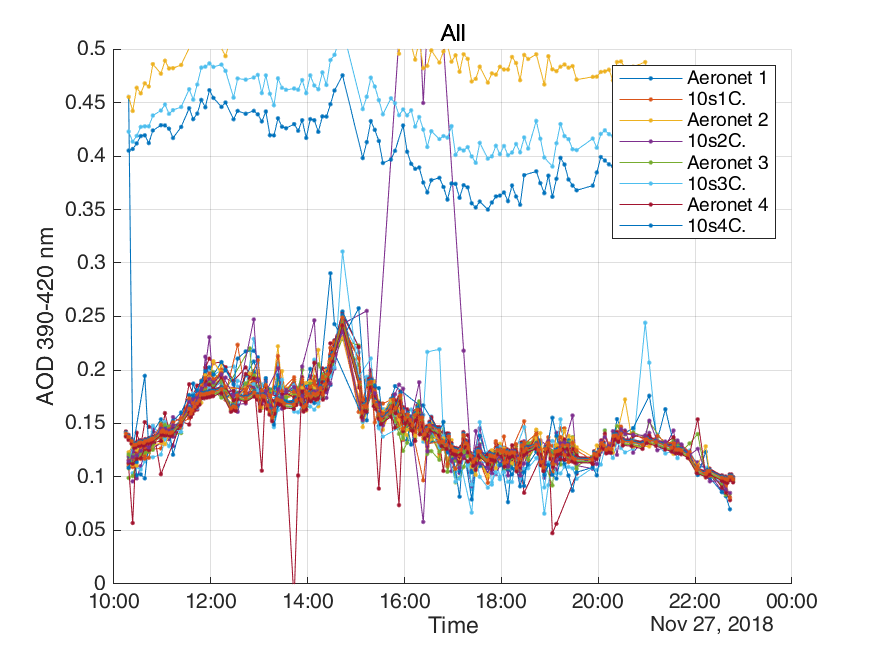 All
0.5
0.45
0.4
0.35
0.3
0.25
0.2
0.15
0.1
0.05
0
AOD 390-420 nm
Aeronet 1
10s1C.
Aeronet 2
10s2C.
Aeronet 3
10s3C.
Aeronet 4
10s4C.
10:00 12:00 14:00 16:00 18:00 20:00 22:00 00:00
Time
Nov 27, 2018